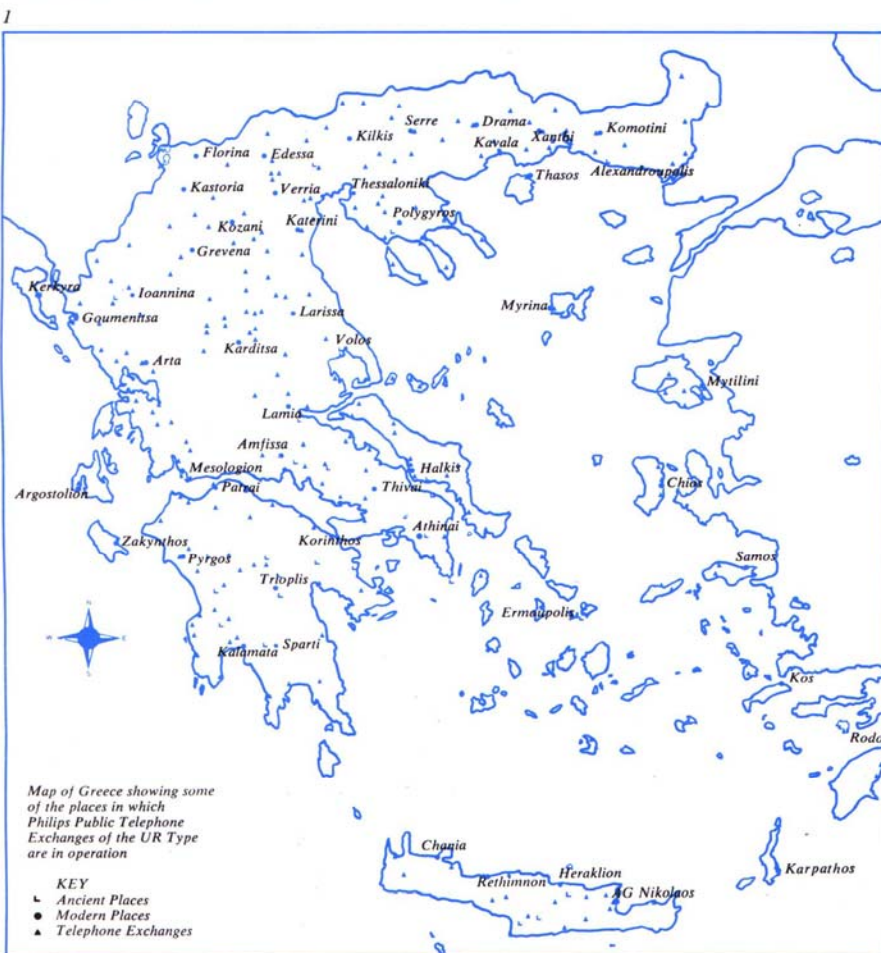 1
Serre
Drama
Kilkis
Kavala
Xanthi
Komotini
Florina
Edessa
Thasos
Alexandroupolis
Kastoria
Verria
Thessaloniki
Polygyros
Kozani
Katerini
Grevena
Kerkyra
Ioannina
Myrina
Goumenitsa
Larissa
Volos
Karditsa
Arta
Mytilini
Lamia
Amfissa
Mesologion
Halkis
Argostolion
Patrai
Thivai
Chios
Athinai
Zakynthos
Korinthos
Pyrgos
Samos
Trioplis
Ermaupolis
N
W
E
S
Kalamata
Sparti
Kos
Rodo
Map of Greece showing some
of the places in which
Philips Public Telephone
Exchanges of the UR Type
are in operation
KEY
Ancient Places
Modern Places
Telephone Exchanges
Chania
Rethimnon
Heraklion
AG Nikolaos
Karpathos